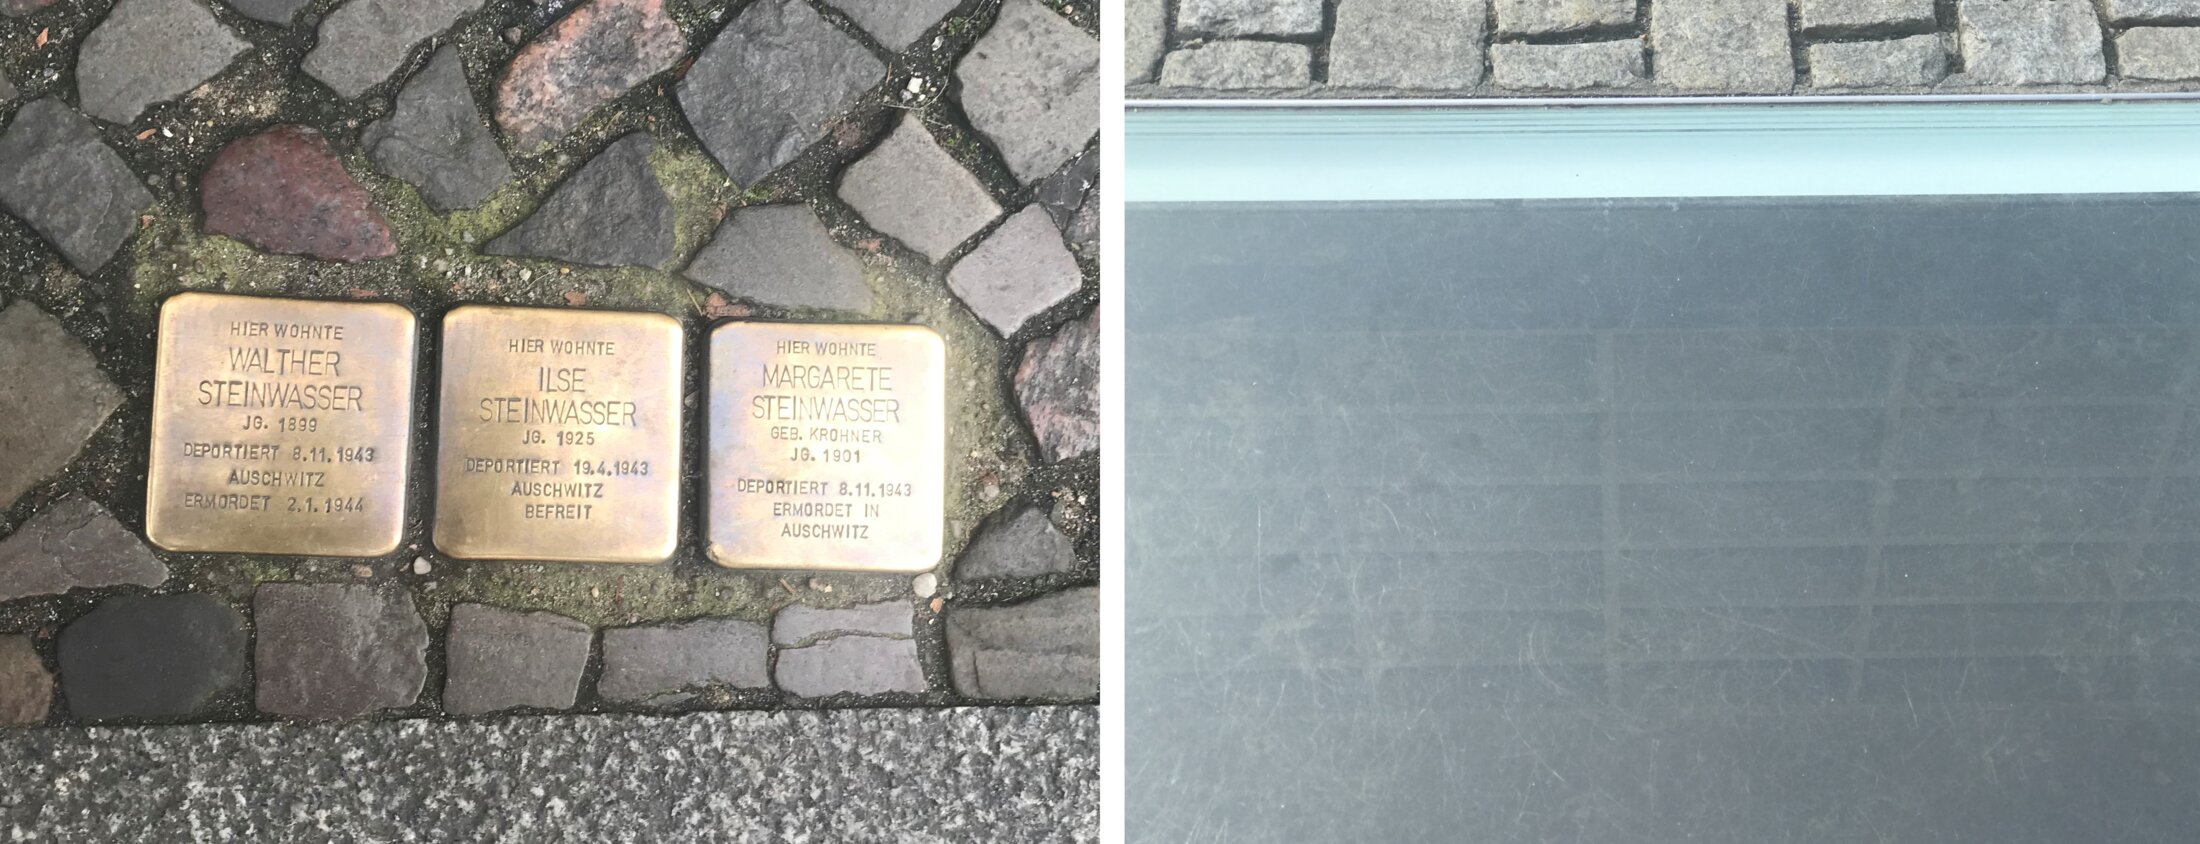 HIER WOHNTE
WALTHER
STEINWASSER
JG. 1899
DEPORTIERT 8.11.1943
AUSCHWITZ
ERMORDET 2.1.1944
HIER WOHNTE
ILSE
STEINWASSER
JG. 1925
DEPORTIERT 19.4.1943
AUSCHWITZ
BEFREIT
HIER WOHNTE
MARGARETE
STEINWASSER
GEB. KROHNER
JG. 1901
DEPORTIERT 8.11.1943
ERMORDET IN
AUSCHWITZ